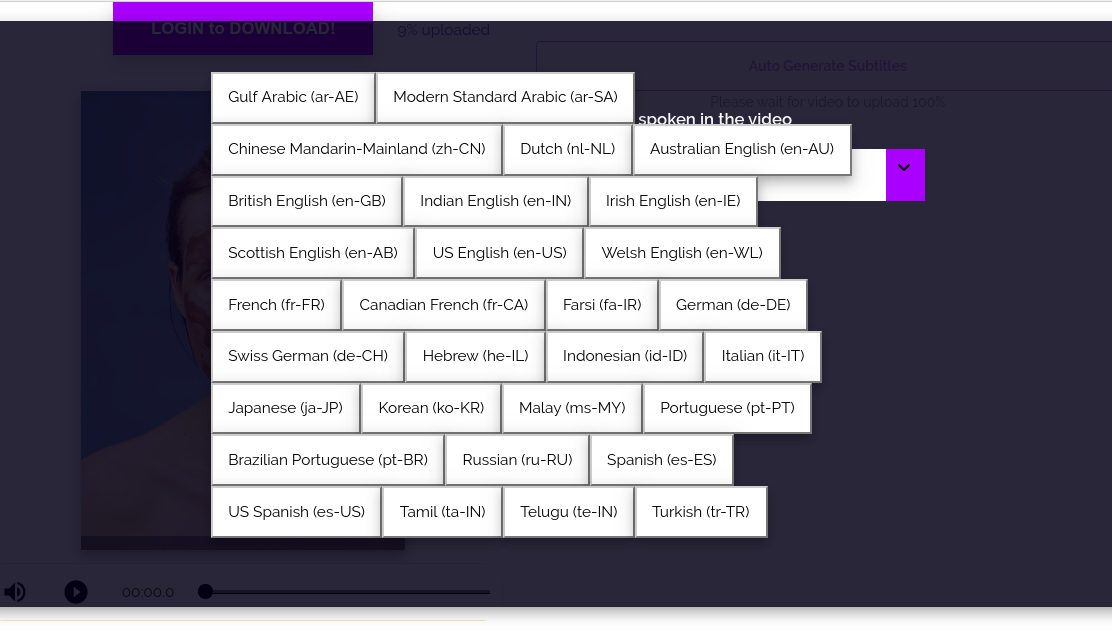 LOGIN to DOWNLOAD!
9% uploaded
Auto Generate Subtitles
Please wait for video to upload 100%
Gulf Arabic (ar-AE) Modern Standard Arabic (ar-SA)
spoken in the video
Chinese Mandarin-Mainland (zh-CN) Dutch (nl-NL) Australian English (en-AU)
British English (en-GB) Indian English (en-IN) Irish English (en-IE)
Scottish English (en-AB) US English (en-US) Welsh English (en-WL)
French (fr-FR) Canadian French (fr-CA) Farsi (fa-IR) German (de-DE)
Swiss German (de-CH) Hebrew (he-IL) Indonesian (id-ID) Italian (it-IT)
Japanese (ja-JP) Korean (ko-KR) Malay (ms-MY) Portuguese (pt-PT)
Brazilian Portuguese (pt-BR) Russian (ru-RU) Spanish (es-ES)
US Spanish (es-US) Tamil (ta-IN) Telugu (te-IN) Turkish (tr-TR)
00:00.0